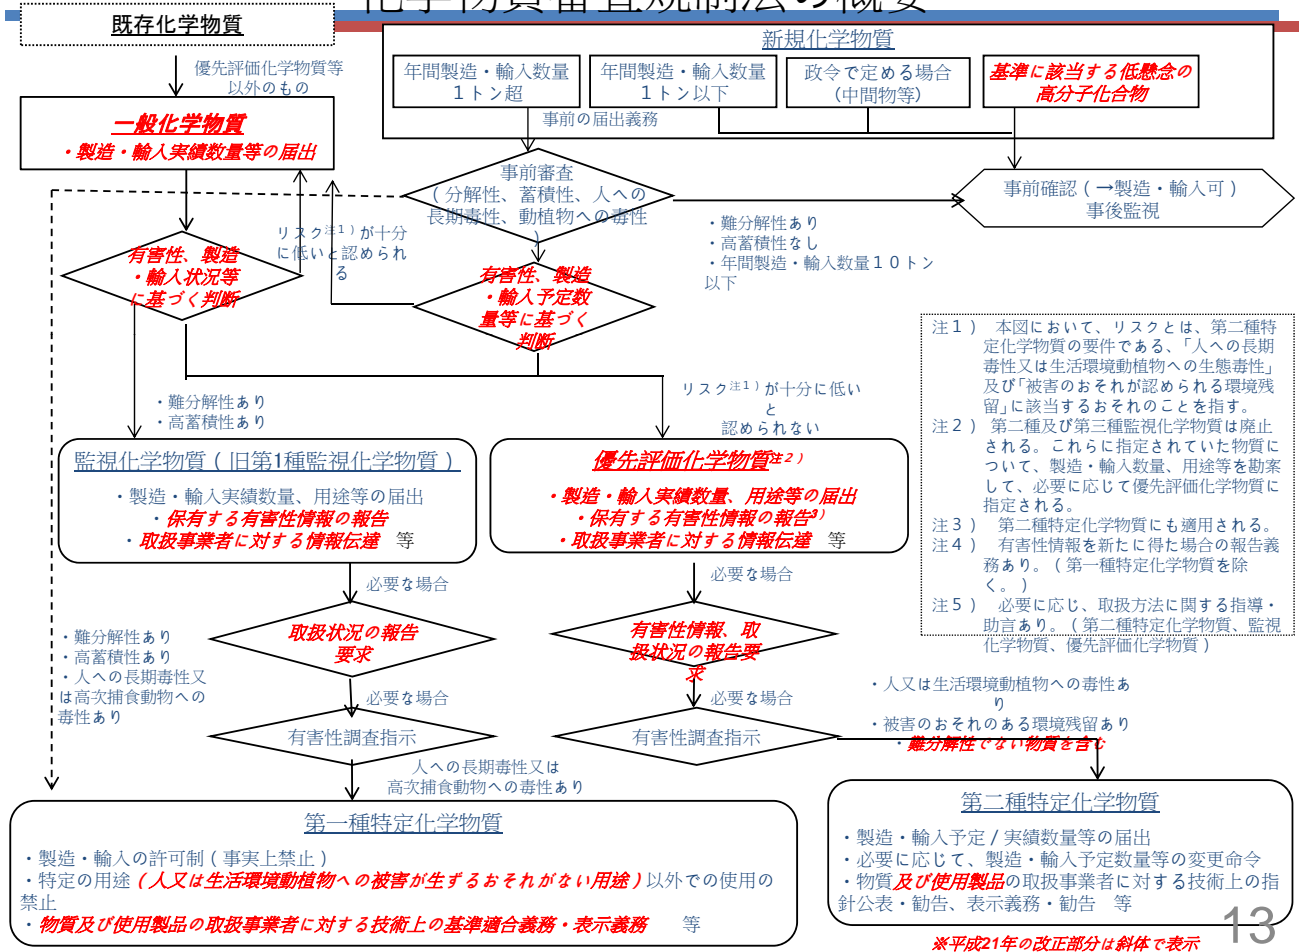 化学物質審査規制法の概要
既存化学物質
新規化学物質
優先評価化学物質等
以外のもの
年間製造・輸入数量
１トン超
年間製造・輸入数量
１トン以下
政令で定める場合
(中間物等)
基準に該当する低懸念の
高分子化合物
一般化学物質
・製造・輸入実績数量等の届出
事前の届出義務
事前審査
(分解性、蓄積性、人への
長期毒性、動植物への毒性
)
事前確認(→製造・輸入可)
事後監視
・難分解性あり
・高蓄積性なし
・年間製造・輸入数量１０トン
以下
リスク注1)が十分
に低いと認められ
る
有害性、製造
・輸入状況等
に基づく判断
有害性、製造
・輸入予定数
量等に基づく
判断
・難分解性あり
・高蓄積性あり
リスク注1)が十分に低い
と
認められない
注１)　本図において、リスクとは、第二種特
定化学物質の要件である、「人への長期
毒性又は生活環境動植物への生態毒性」
及び「被害のおそれが認められる環境残
留」に該当するおそれのことを指す。
注２) 第二種及び第三種監視化学物質は廃止
される。これらに指定されていた物質に
ついて、製造・輸入数量、用途等を勘案
して、必要に応じて優先評価化学物質に
指定される。
注３)　第二種特定化学物質にも適用される。
注４)　有害性情報を新たに得た場合の報告義
務あり。(第一種特定化学物質を除
く。)
注５)　必要に応じ、取扱方法に関する指導・
助言あり。(第二種特定化学物質、監視
化学物質、優先評価化学物質)
監視化学物質(旧第1種監視化学物質)
・製造・輸入実績数量、用途等の届出
・保有する有害性情報の報告
・取扱事業者に対する情報伝達　等
優先評価化学物質注2)
・製造・輸入実績数量、用途等の届出
・保有する有害性情報の報告3)
・取扱事業者に対する情報伝達　等
必要な場合
必要な場合
取扱状況の報告
要求
有害性情報、取
扱状況の報告要
求
・難分解性あり
・高蓄積性あり
・人への長期毒性又
は高次捕食動物への
毒性あり
必要な場合
必要な場合
有害性調査指示
有害性調査指示
・人又は生活環境動植物への毒性あ
り
・被害のおそれのある環境残留あり
・難分解性でない物質を含む
人への長期毒性又は
高次捕食動物への毒性あり
第一種特定化学物質
・製造・輸入の許可制(事実上禁止)
・特定の用途(人又は生活環境動植物への被害が生ずるおそれがない用途)以外での使用の
禁止
・物質及び使用製品の取扱事業者に対する技術上の基準適合義務・表示義務　等
第二種特定化学物質
・製造・輸入予定/実績数量等の届出
・必要に応じて、製造・輸入予定数量等の変更命令
・物質及び使用製品の取扱事業者に対する技術上の指
針公表・勧告、表示義務・勧告　等
13
※平成21年の改正部分は斜体で表示